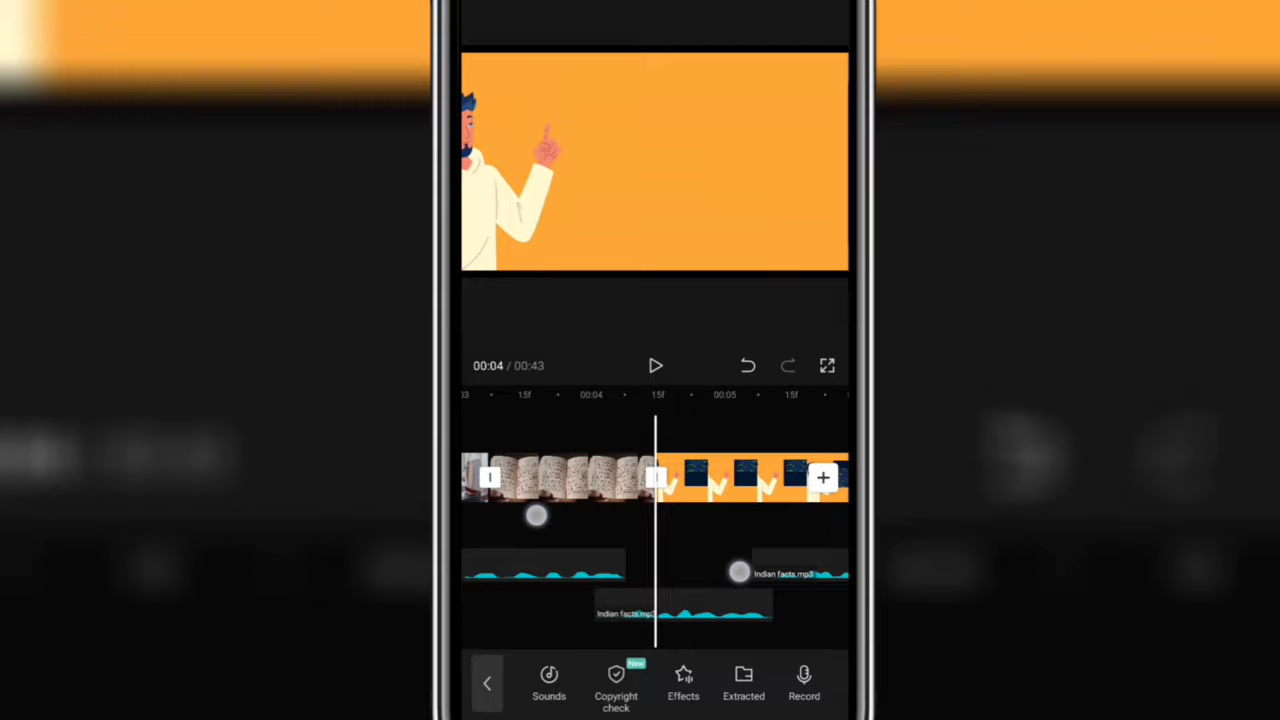 00:04 / 00:43
03 15f 00:04 15f 00:05 15f
Indian facts.mp3
Indian facts.mp3
New
Sounds
Copyright
check
Effects
Extracted
Record